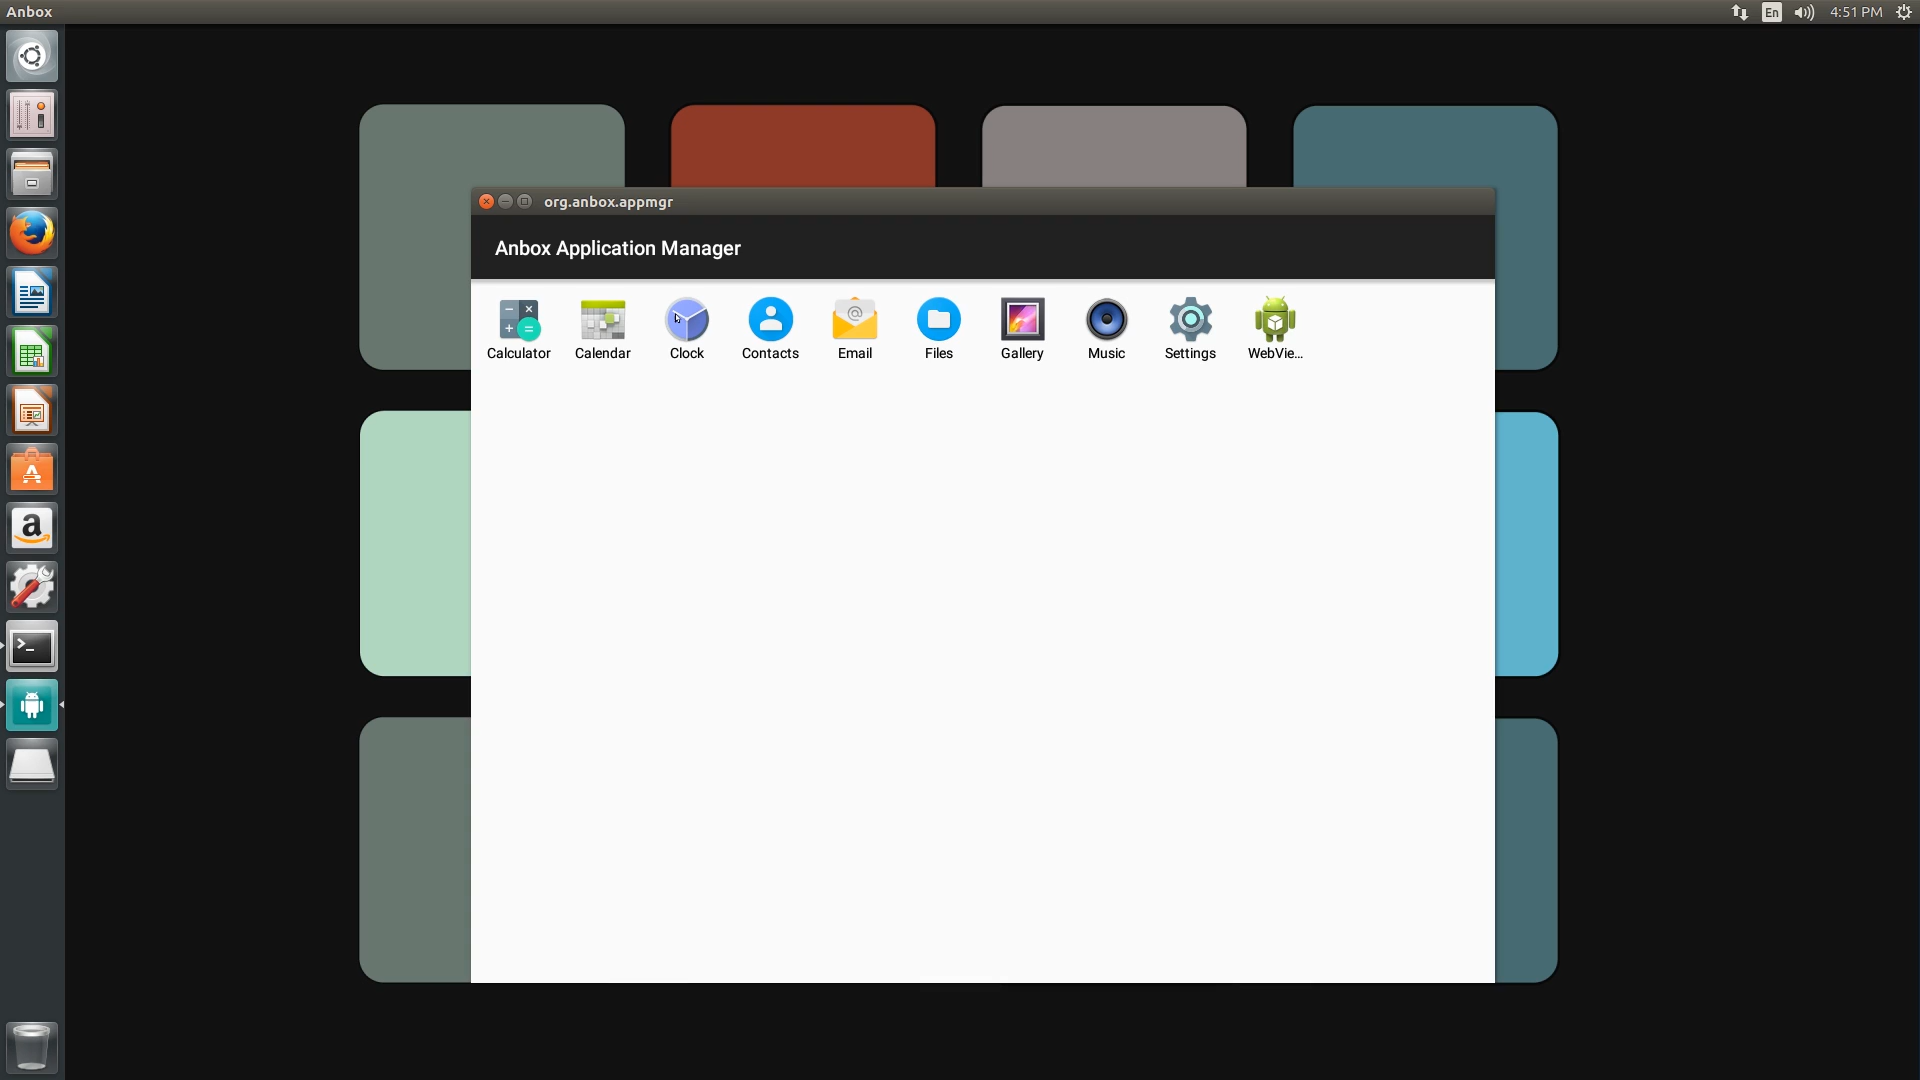 Anbox
En
4:51 PM
org.anbox.appmgr
Anbox Application Manager
Calculator
Calendar
Clock
Contacts
Email
Files
Gallery
Music
Settings
WebVie...